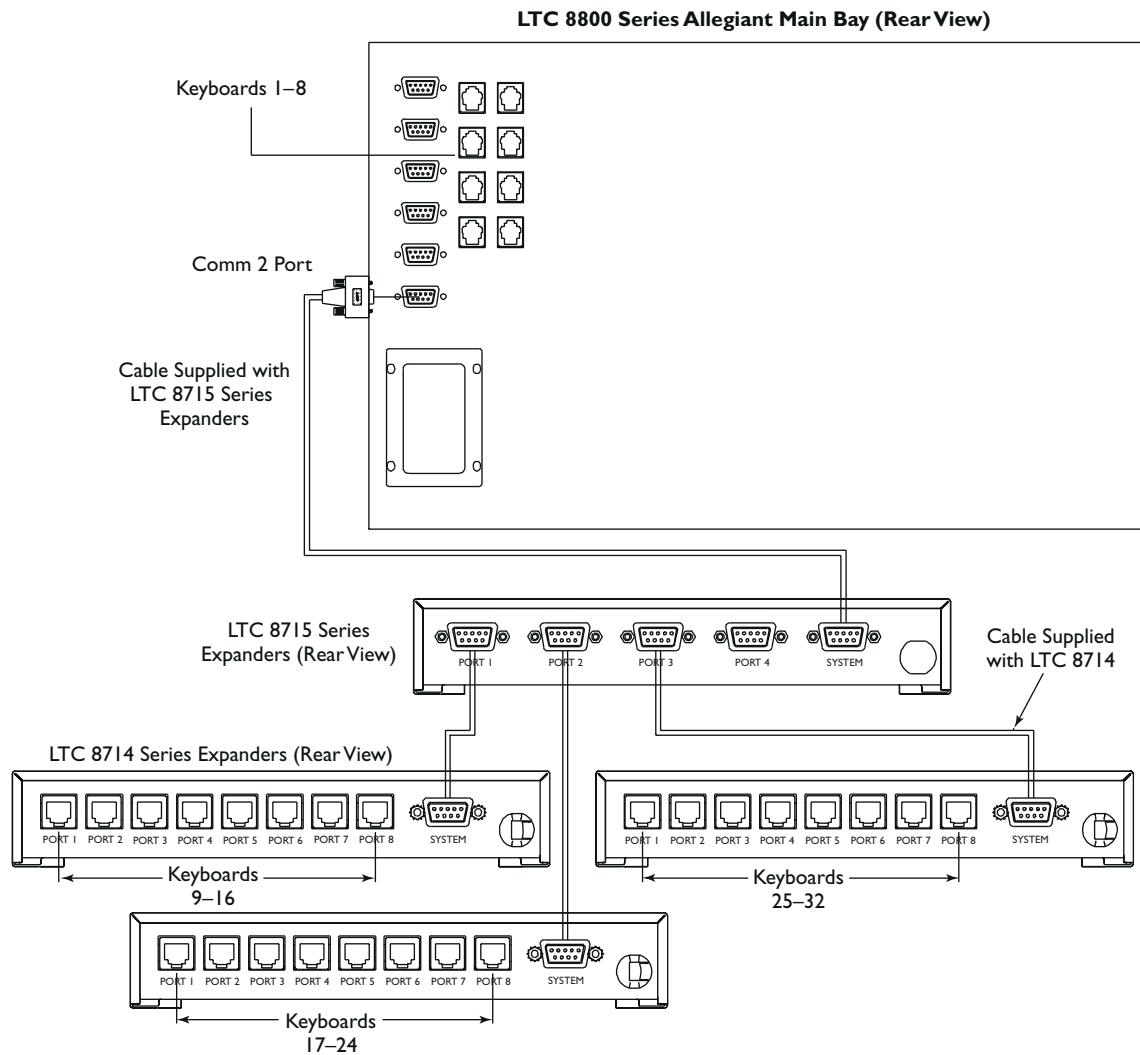 LTC 8800 Series Allegiant Main Bay (Rear View)
Keyboards 1–8
Comm 2 Port
Cable Supplied with
LTC 8715 Series
Expanders
LTC 8715 Series
Expanders (Rear View)
PORT 1 PORT 2 PORT 3 PORT 4 SYSTEM
Cable Supplied
with LTC 8714
LTC 8714 Series Expanders (Rear View)
PORT 1 PORT 2 PORT 3 PORT 4 PORT 5 PORT 6 PORT 7 PORT 8 SYSTEM
Keyboards
9–16
PORT 1 PORT 2 PORT 3 PORT 4 PORT 5 PORT 6 PORT 7 PORT 8 SYSTEM
Keyboards
25–32
PORT 1 PORT 2 PORT 3 PORT 4 PORT 5 PORT 6 PORT 7 PORT 8 SYSTEM
Keyboards
17–24